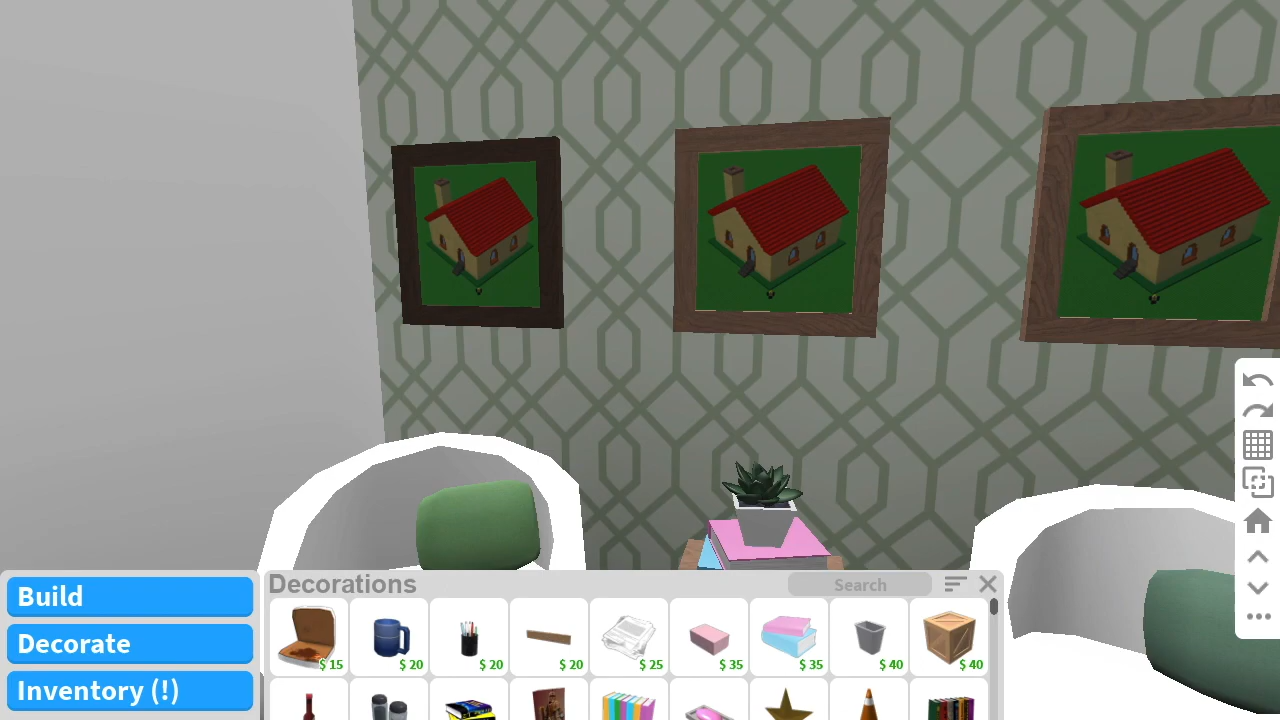 Build
Decorate
Inventory (!)
Decorations
Search
$ 15
$ 20
$ 20
$ 20
$ 25
$ 35
$ 35
$ 40
$ 40